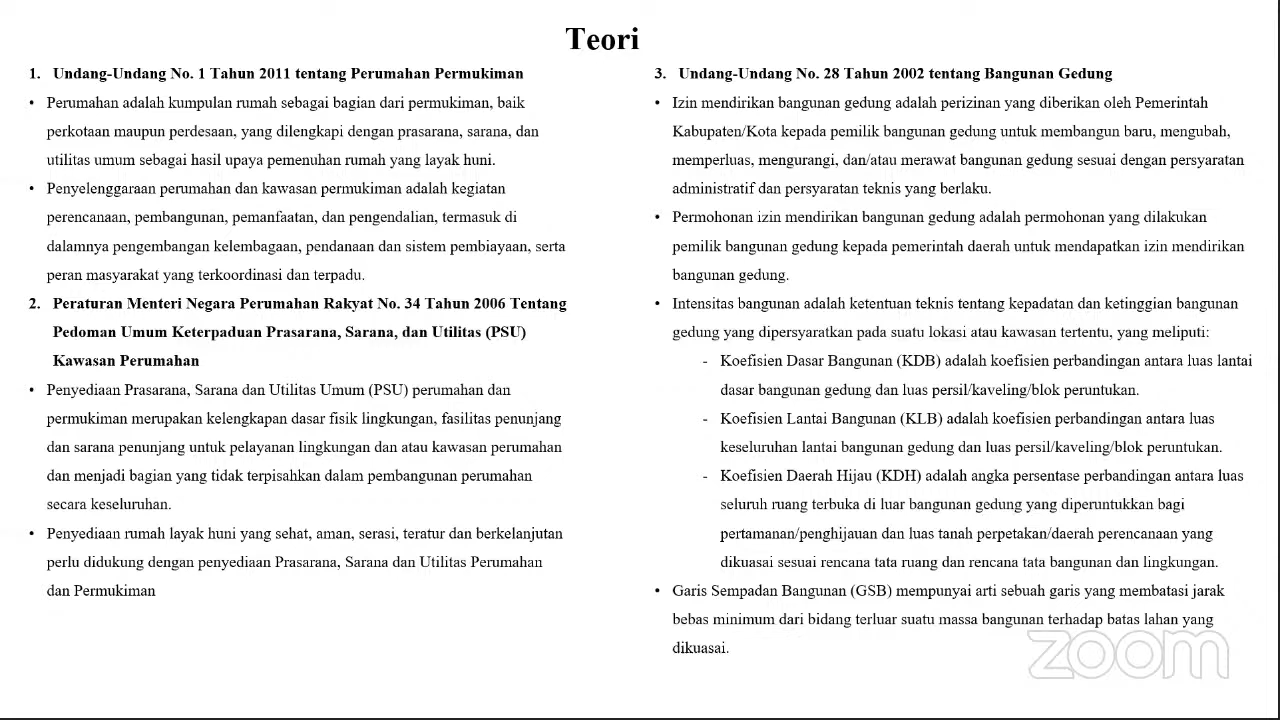 Teori
1. Undang-Undang No. 1 Tahun 2011 tentang Perumahan Permukiman
• Perumahan adalah kumpulan rumah sebagai bagian dari permukiman, baik
perkotaan maupun perdesaan, yang dilengkapi dengan prasarana, sarana, dan
utilitas umum sebagai hasil upaya pemenuhan rumah yang layak huni.
• Penyelenggaraan perumahan dan kawasan permukiman adalah kegiatan
perencanaan, pembangunan, pemanfaatan, dan pengendalian, termasuk di
dalamnya pengembangan kelembagaan, pendanaan dan sistem pembiayaan, serta
peran masyarakat yang terkoordinasi dan terpadu.
2. Peraturan Menteri Negara Perumahan Rakyat No. 34 Tahun 2006 Tentang
Pedoman Umum Keterpaduan Prasarana, Sarana, dan Utilitas (PSU)
Kawasan Perumahan
• Penyediaan Prasarana, Sarana dan Utilitas Umum (PSU) perumahan dan
permukiman merupakan kelengkapan dasar fisik lingkungan, fasilitas penunjang
dan sarana penunjang untuk pelayanan lingkungan dan atau kawasan perumahan
dan menjadi bagian yang tidak terpisahkan dalam pembangunan perumahan
secara keseluruhan.
• Penyediaan rumah layak huni yang sehat, aman, serasi, teratur dan berkelanjutan
perlu didukung dengan penyediaan Prasarana, Sarana dan Utilitas Perumahan
dan Permukiman
3. Undang-Undang No. 28 Tahun 2002 tentang Bangunan Gedung
• Izin mendirikan bangunan gedung adalah perizinan yang diberikan oleh Pemerintah
Kabupaten/Kota kepada pemilik bangunan gedung untuk membangun baru, mengubah,
memperluas, mengurangi, dan/atau merawat bangunan gedung sesuai dengan persyaratan
administratif dan persyaratan teknis yang berlaku.
• Permohonan izin mendirikan bangunan gedung adalah permohonan yang dilakukan
pemilik bangunan gedung kepada pemerintah daerah untuk mendapatkan izin mendirikan
bangunan gedung.
• Intensitas bangunan adalah ketentuan teknis tentang kepadatan dan ketinggian bangunan
gedung yang dipersyaratkan pada suatu lokasi atau kawasan tertentu, yang meliputi:
- Koefisien Dasar Bangunan (KDB) adalah koefisien perbandingan antara luas lantai
dasar bangunan gedung dan luas persil/kaveling/blok peruntukan.
- Koefisien Lantai Bangunan (KLB) adalah koefisien perbandingan antara luas
keseluruhan lantai bangunan gedung dan luas persil/kaveling/blok peruntukan.
- Koefisien Daerah Hijau (KDH) adalah angka persentase perbandingan antara luas
seluruh ruang terbuka di luar bangunan gedung yang diperuntukkan bagi
pertamanan/penghijauan dan luas tanah perpetakan/daerah perencanaan yang
dikuasai sesuai rencana tata ruang dan rencana tata bangunan dan lingkungan.
• Garis Sempadan Bangunan (GSB) mempunyai arti sebuah garis yang membatasi jarak
bebas minimum dari bidang terluar suatu massa bangunan terhadap batas lahan yang
dikuasai.
zoom